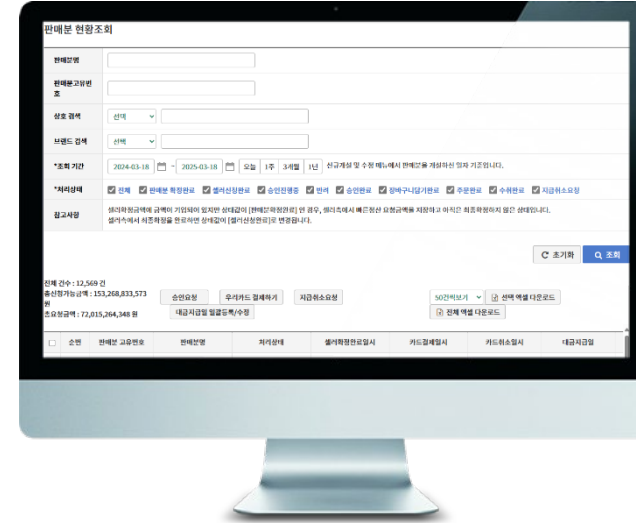 판매분 현황조회
판매분명
판매분고유번호
상호 검색 선택
브랜드 검색 선택
*조회 기간 2024-03-18 ~ 2025-03-18 오늘 1주 3개월 1년 신규개설 및 수정 메뉴에서 판매분을 개설하신 일자 기준입니다.
*처리상태 전체 판매분 확정완료 셀러신청완료 승인진행중 반려 승인완료 장바구니담기완료 주문완료 수취완료 지급취소요청
참고사항 셀러확정금액에 금액이 기입되어 있지만 상태값이 [판매분확정완료] 인 경우, 셀러측에서 빠른정산 요청금액을 저장하고 아직은 최종확정하지 않은 상태입니다.
셀러측에서 최종확정을 완료하면 상태값이 [셀러신청완료]로 변경됩니다.
초기화 조회
전체 건수 : 12,569 건
총신청가능금액 : 153,268,833,573 원
총요청금액 : 72,015,264,348 원
승인요청 우리카드 결제하기 지급취소요청 50건씩보기 선택 엑셀 다운로드
대금지급일 일괄등록/수정 전체 엑셀 다운로드
순번 판매분 고유번호 판매분명 처리상태 셀러확정완료일시 카드결제일시 카드취소일시 대금지급일